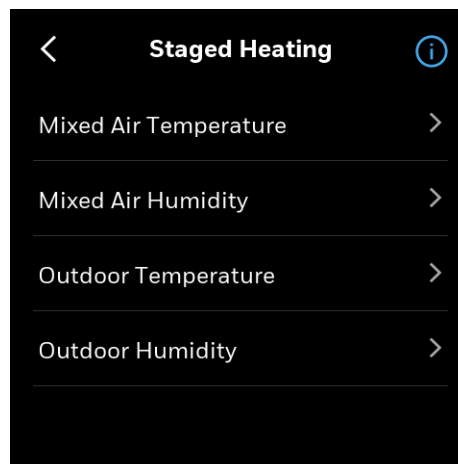 Staged Heating
Mixed Air Temperature
Mixed Air Humidity
Outdoor Temperature
Outdoor Humidity